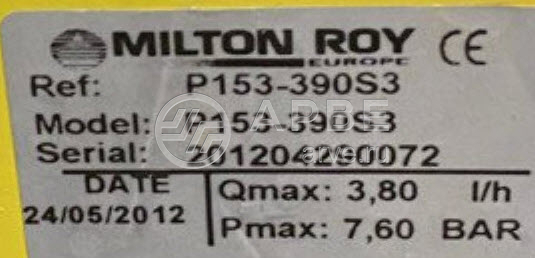 MILTON ROY CE
EUROPE
Ref: P153-390S3
Model: P153-390S3
Serial: 201204290072
DATE
24/05/2012
Qmax: 3,80 l/h
Pmax: 7,60 BAR